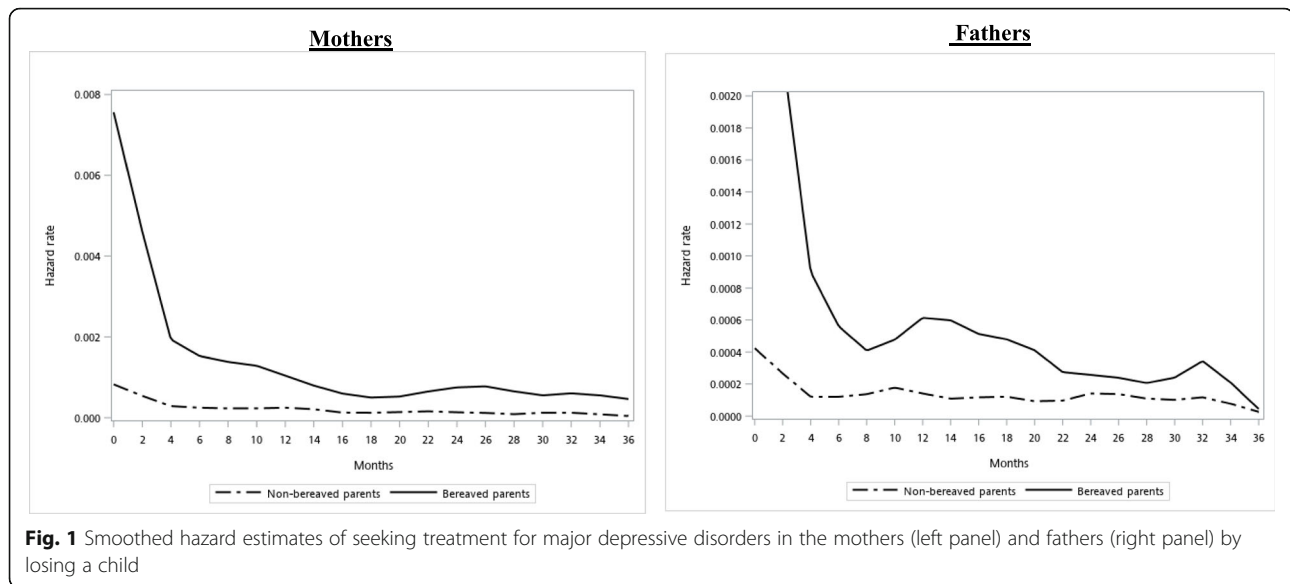 Mothers
0.008
0.006
0.004
0.002
0.000
Hazard rate
0 2 4 6 8 10 12 14 16 18 20 22 24 26 28 30 32 34 36
Months
Non-bereaved parents Bereaved parents
Fathers
0.0020
0.0018
0.0016
0.0014
0.0012
0.0010
0.0008
0.0006
0.0004
0.0002
0.0000
Hazard rate
0 2 4 6 8 10 12 14 16 18 20 22 24 26 28 30 32 34 36
Months
Non-bereaved parents Bereaved parents
Fig. 1 Smoothed hazard estimates of seeking treatment for major depressive disorders in the mothers (left panel) and fathers (right panel) by
losing a child